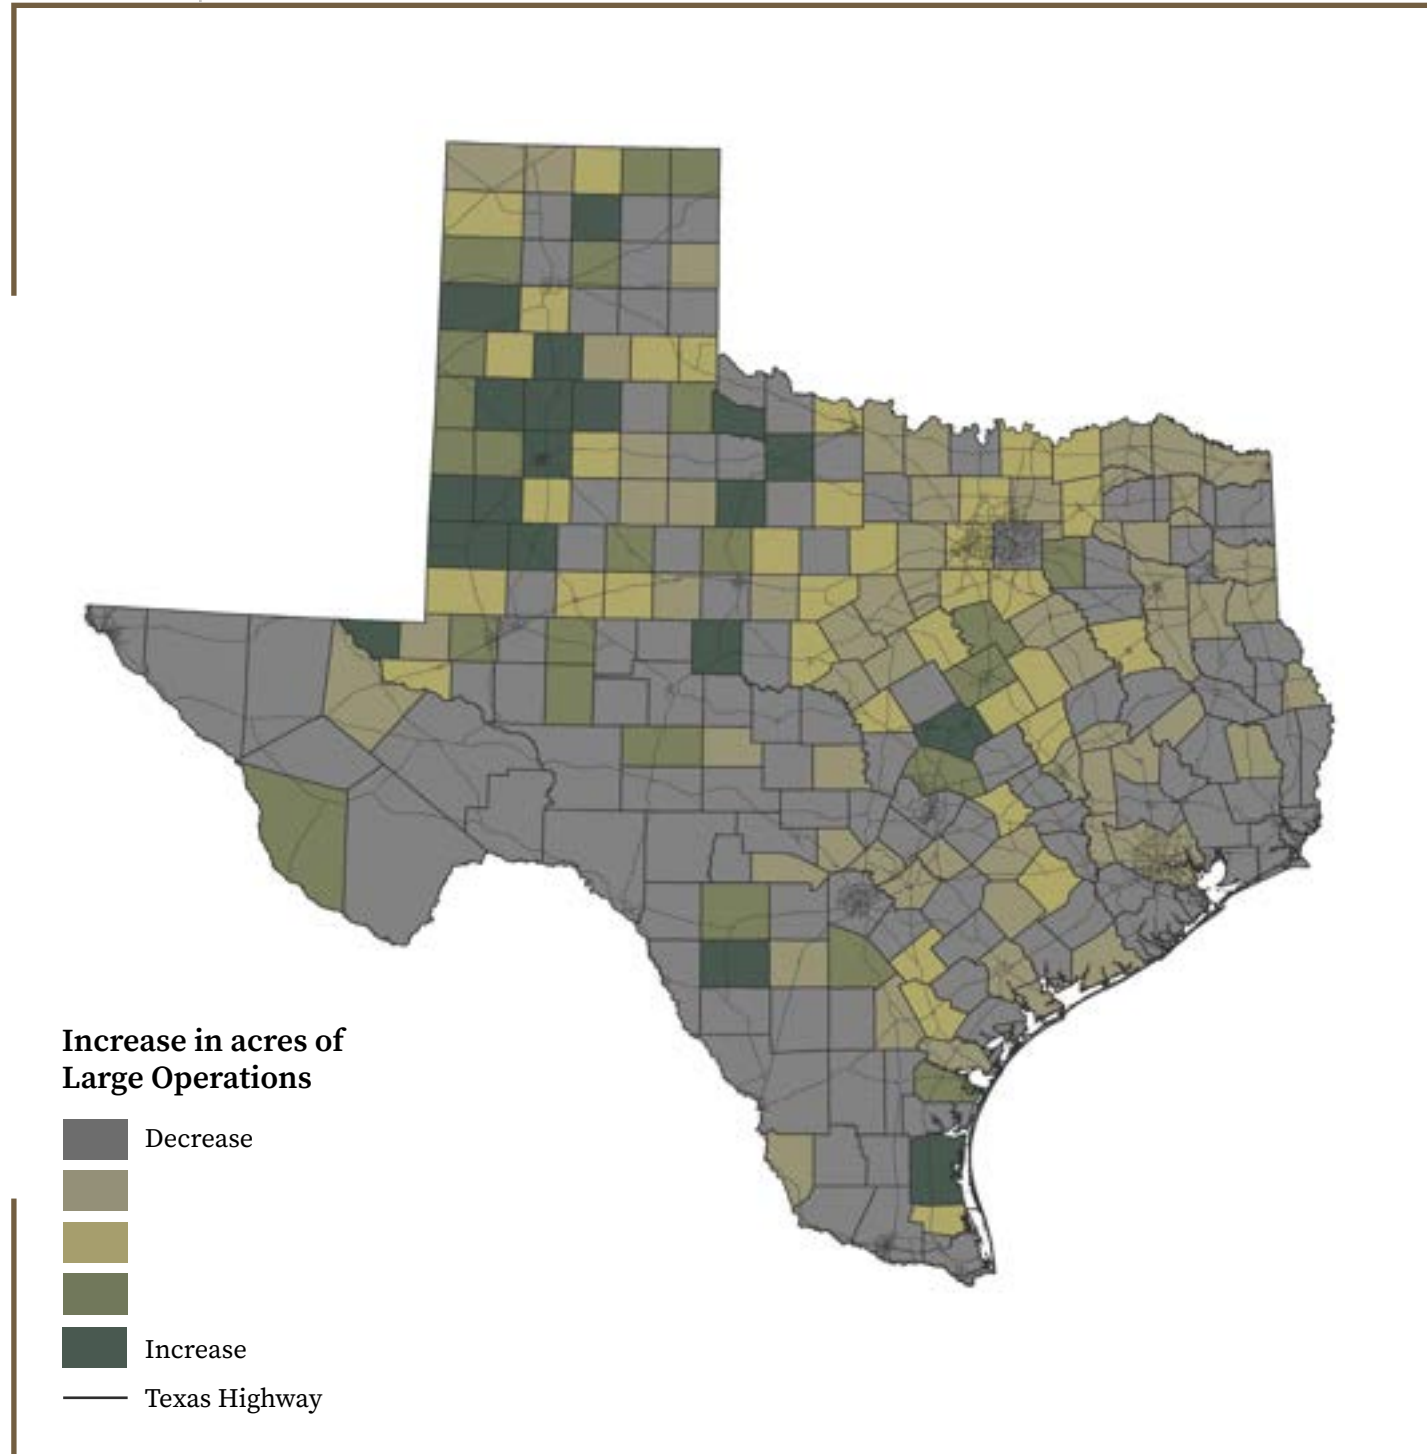 Increase in acres of
Large Operations
Decrease
Increase
Texas Highway